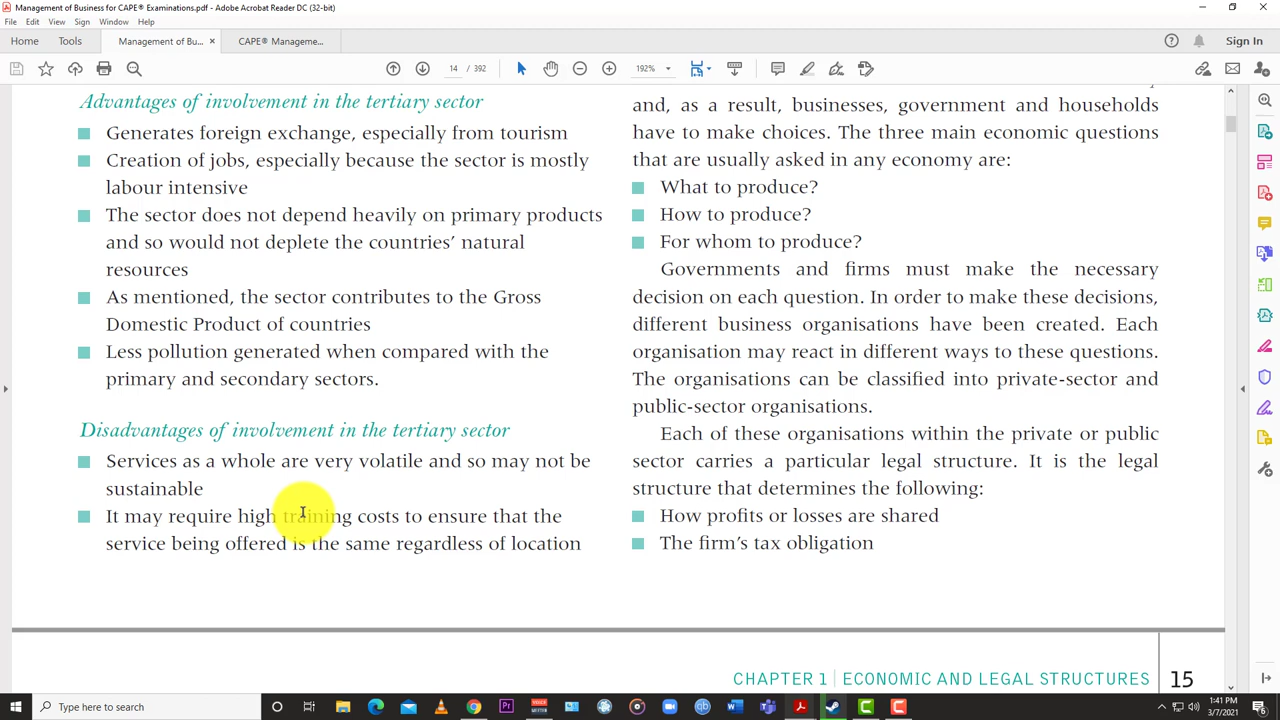 Management of Business for CAPE® Examinations.pdf - Adobe Acrobat Reader DC (32-bit)
File Edit View Sign Window Help
Home Tools Management of Bu... × CAPE® Manageme... Sign In
14 / 392 192%
Advantages of involvement in the tertiary sector
Generates foreign exchange, especially from tourism
Creation of jobs, especially because the sector is mostly
labour intensive
The sector does not depend heavily on primary products
and so would not deplete the countries' natural
resources
As mentioned, the sector contributes to the Gross
Domestic Product of countries
Less pollution generated when compared with the
primary and secondary sectors.
Disadvantages of involvement in the tertiary sector
Services as a whole are very volatile and so may not be
sustainable
It may require high training costs to ensure that the
service being offered is the same regardless of location
and, as a result, businesses, government and households
have to make choices. The three main economic questions
that are usually asked in any economy are:
What to produce?
How to produce?
For whom to produce?
Governments and firms must make the necessary
decision on each question. In order to make these decisions,
different business organisations have been created. Each
organisation may react in different ways to these questions.
The organisations can be classified into private-sector and
public-sector organisations.
Each of these organisations within the private or public
sector carries a particular legal structure. It is the legal
structure that determines the following:
How profits or losses are shared
The firm's tax obligation
CHAPTER 1 | ECONOMIC AND LEGAL STRUCTURES 15
Type here to search
1:41 PM
3/7/2021